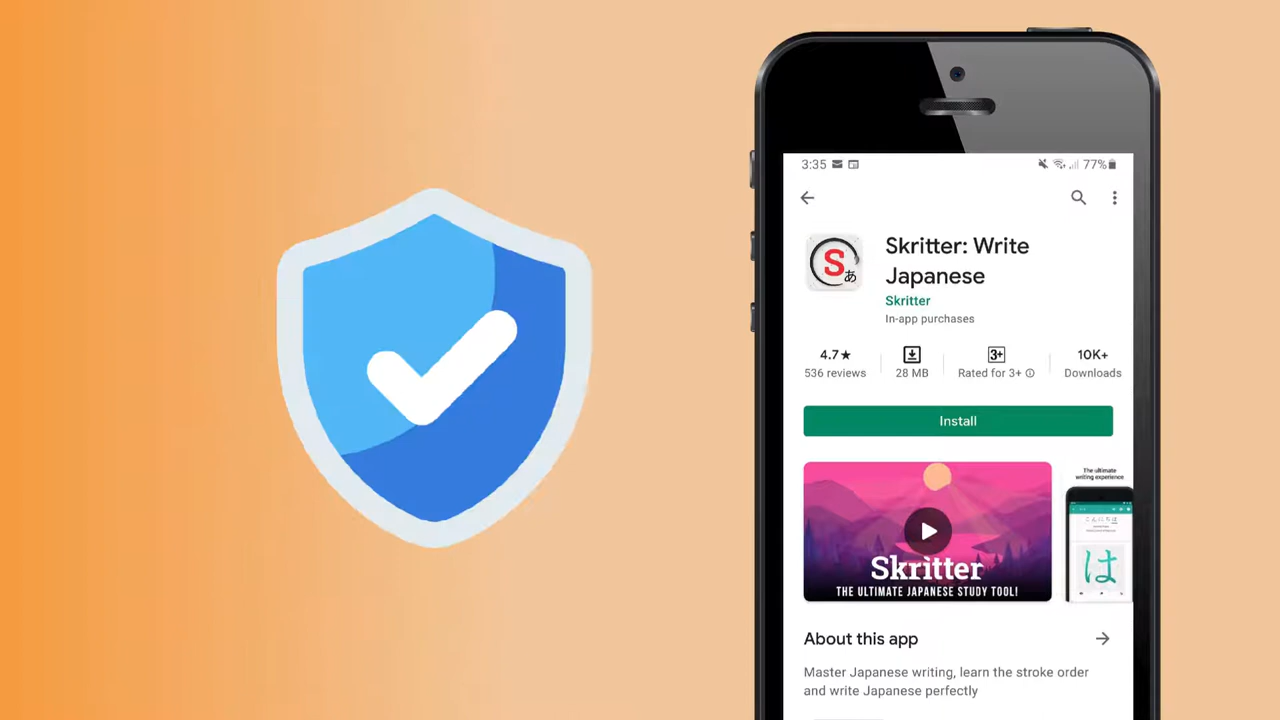 3:35
77%
Skritter: Write
Japanese
Skritter
In-app purchases
S
あ
4.7★
536 reviews
28 MB
3+
Rated for 3+
10K+
Downloads
Install
Skritter
THE ULTIMATE JAPANESE STUDY TOOL!
The ultimate
writing experience
は
About this app
Master Japanese writing, learn the stroke order
and write Japanese perfectly